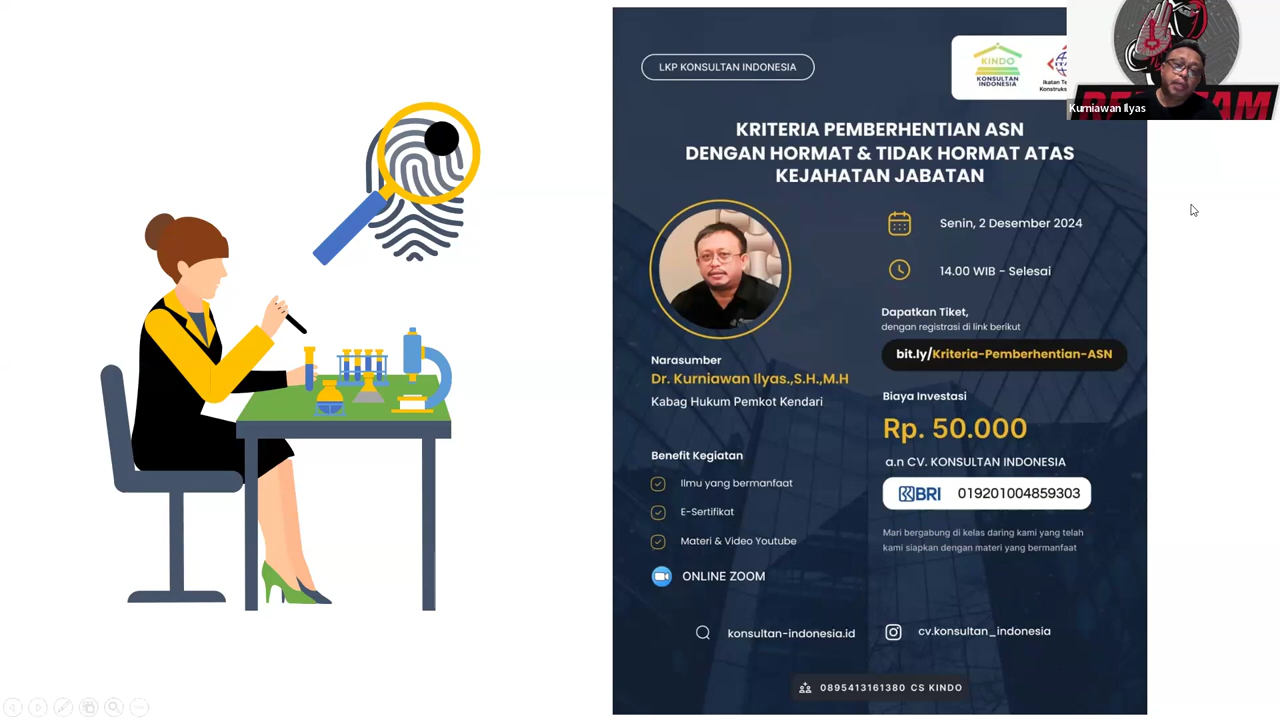 LKP KONSULTAN INDONESIA
KINDO
KONSULTAN
INDONESIA
Kurniawan Ilyas
KRITERIA PEMBERHENTIAN ASN
DENGAN HORMAT & TIDAK HORMAT ATAS
KEJAHATAN JABATAN
Senin, 2 Desember 2024
14.00 WIB - Selesai
Dapatkan Tiket,
dengan registrasi di link berikut
bit.ly/Kriteria-Pemberhentian-ASN
Narasumber
Dr. Kurniawan Ilyas.,S.H.,M.H
Kabag Hukum Pemkot Kendari
Biaya Investasi
Rp. 50.000
a.n CV. KONSULTAN INDONESIA
BRI 019201004859303
Mari bergabung di kelas daring kami yang telah
kami siapkan dengan materi yang bermanfaat
Benefit Kegiatan
Ilmu yang bermanfaat
E-Sertifikat
Materi & Video Youtube
ONLINE ZOOM
konsultan-indonesia.id
cv.konsultan_indonesia
0895413161380 CS KINDO